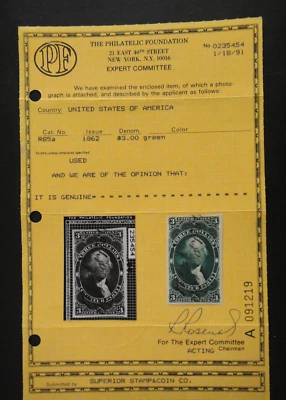 THE PHILATELIC FOUNDATION
21 EAST 40TH STREET
NEW YORK, N.Y. 10016
EXPERT COMMITTEE
PF
No. 0235454
1/18/91
We have examined the enclosed item, of which a photo-
graph is attached, and described by the applicant as follows:
Country: UNITED STATES OF AMERICA
Cat. No. Issue Denom. Color
R85a 1862 $3.00 green
USED
AND WE ARE OF THE OPINION THAT:
IT IS GENUINE
THE PHILATELIC FOUNDATION
235454
THREE DOLLARS
THREE DOLLARS
For The Expert Committee
ACTING Chairman
A 091219
Submitted by SUPERIOR STAMP&COIN CO.